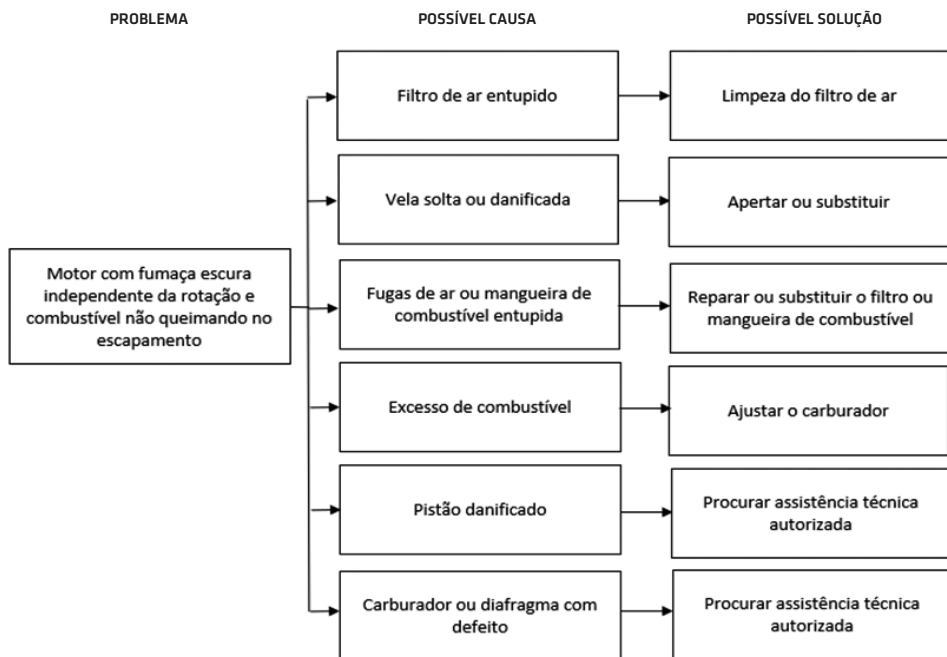 PROBLEMA
POSSÍVEL CAUSA
POSSÍVEL SOLUÇÃO
Motor com fumaça escura
independente da rotação e
combustível não queimando no
escapamento
Filtro de ar entupido
Limpeza do filtro de ar
Vela solta ou danificada
Apertar ou substituir
Fugas de ar ou mangueira de
combustível entupida
Reparar ou substituir o filtro ou
mangueira de combustível
Excesso de combustível
Ajustar o carburador
Pistão danificado
Procurar assistência técnica
autorizada
Carburador ou diafragma com
defeito
Procurar assistência técnica
autorizada